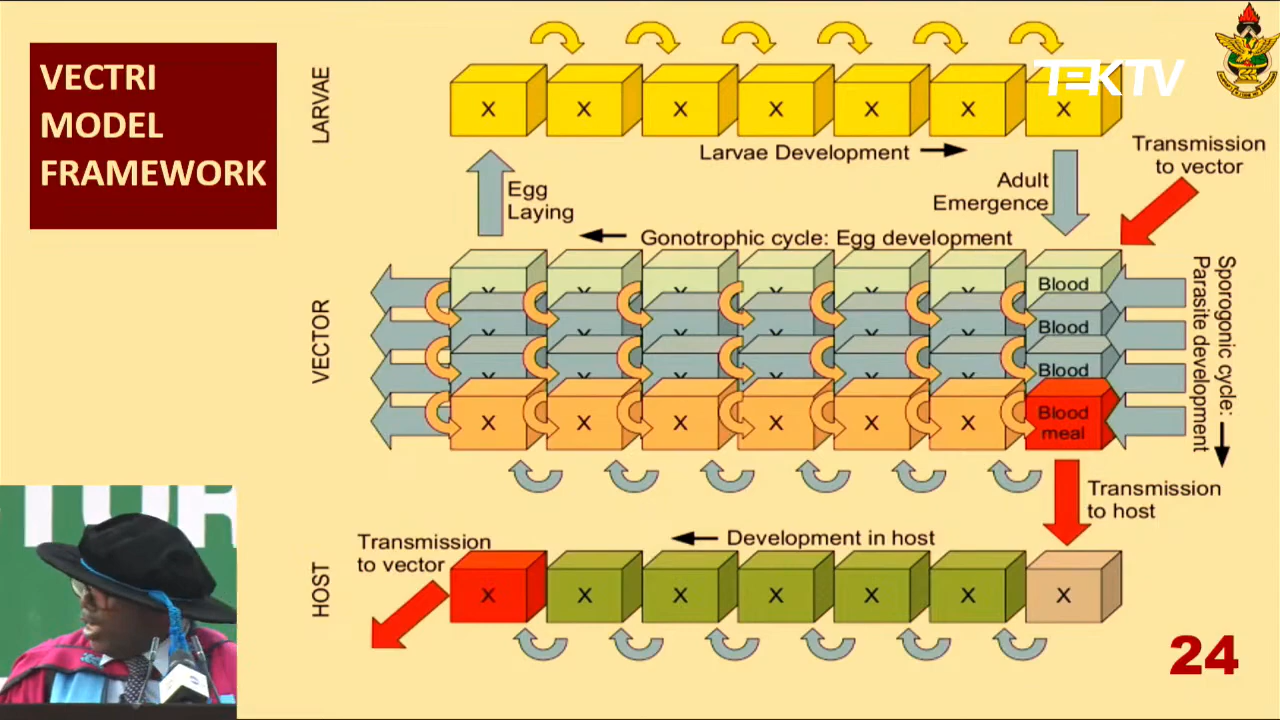 VECTRI
MODEL
FRAMEWORK
TEKTV
LARVAE
X X X X X X X
Larvae Development
Transmission
to vector
Egg
Laying
Adult
Emergence
Gonotrophic cycle: Egg development
VECTOR
Blood
Blood
Blood
X X X X X X
Blood
meal
Sporogonic cycle:
Parasite development
Transmission
to host
Development in host
Transmission
to vector
HOST
X X X X X X X
24
TOR